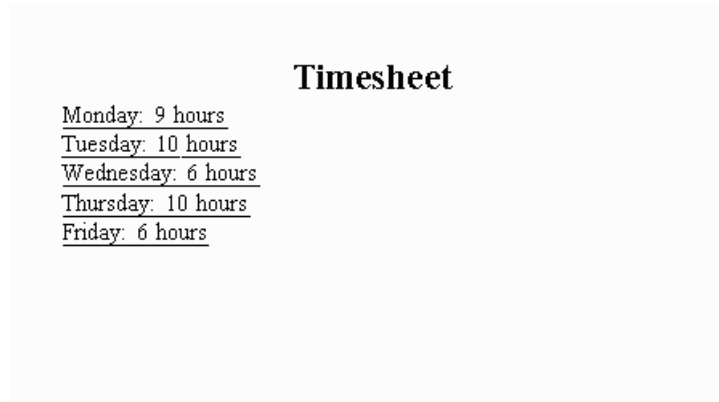 Timesheet
Monday: 9 hours
Tuesday: 10 hours
Wednesday: 6 hours
Thursday: 10 hours
Friday: 6 hours